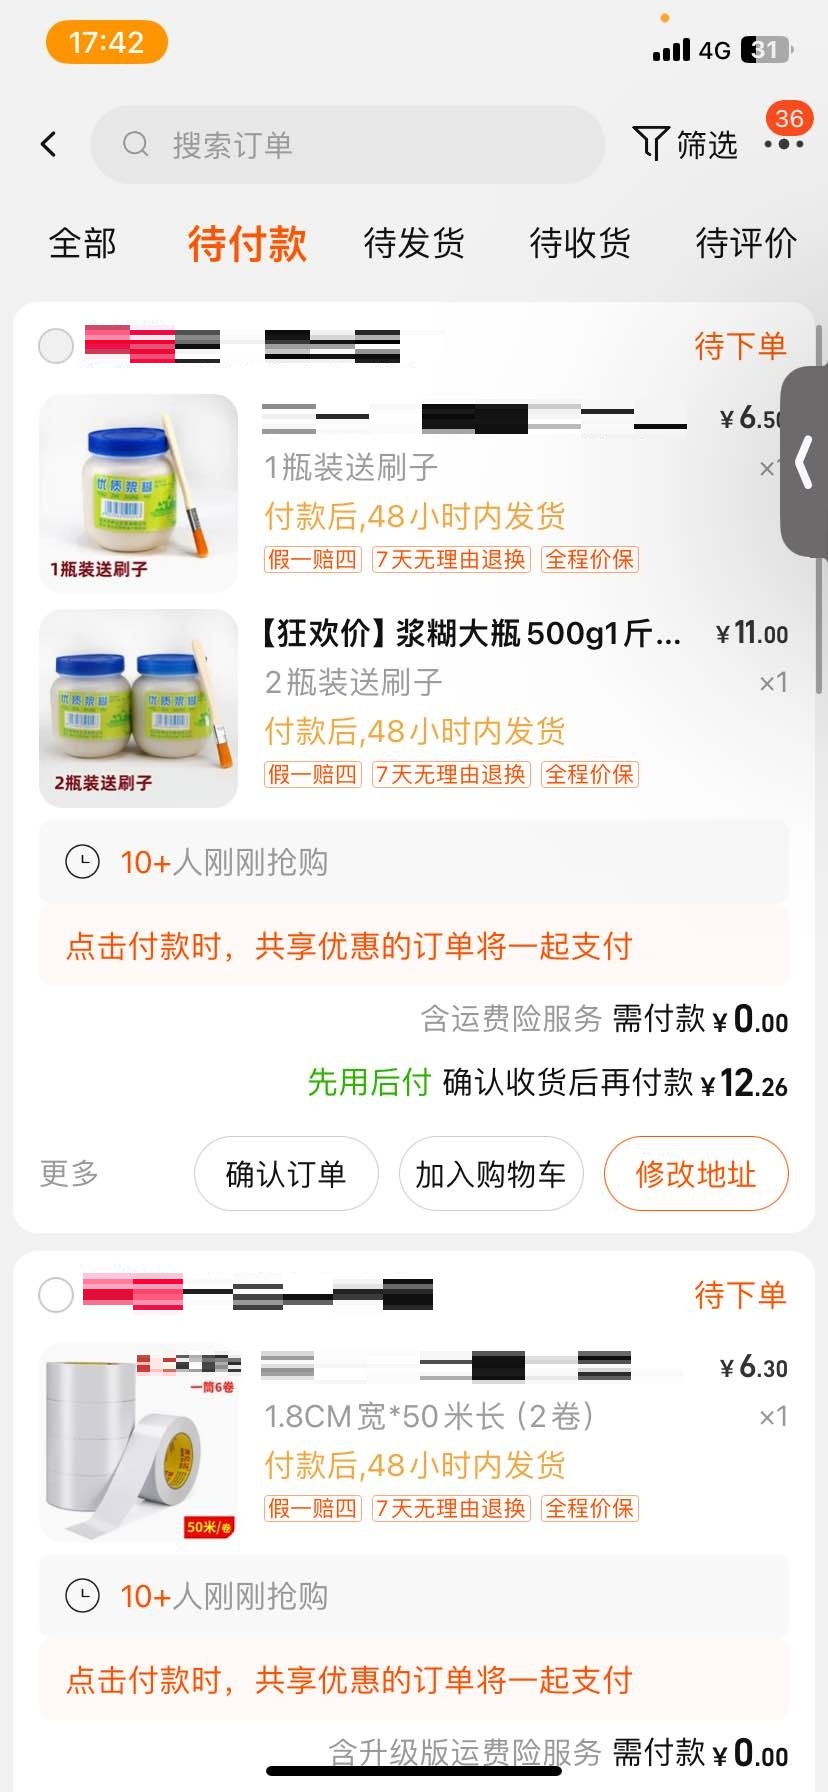 17:42
4G 31
搜索订单 筛选 36
全部 待付款 待发货 待收货 待评价
待下单
¥6.50
1瓶装送刷子
付款后,48小时内发货
假一赔四 7天无理由退换 全程价保
优质浆糊
1瓶装送刷子
【狂欢价】浆糊大瓶500g1斤... ¥11.00
2瓶装送刷子 ×1
付款后,48小时内发货
假一赔四 7天无理由退换 全程价保
优质浆糊 优质浆糊
2瓶装送刷子
10+人刚刚抢购
点击付款时，共享优惠的订单将一起支付
含运费险服务 需付款 ¥0.00
先用后付 确认收货后再付款 ¥12.26
更多 确认订单 加入购物车 修改地址
待下单
¥6.30
一筒6卷
1.8CM宽*50米长（2卷） ×1
付款后,48小时内发货
假一赔四 7天无理由退换 全程价保
50米/卷
10+人刚刚抢购
点击付款时，共享优惠的订单将一起支付
含升级版运费险服务 需付款 ¥0.00